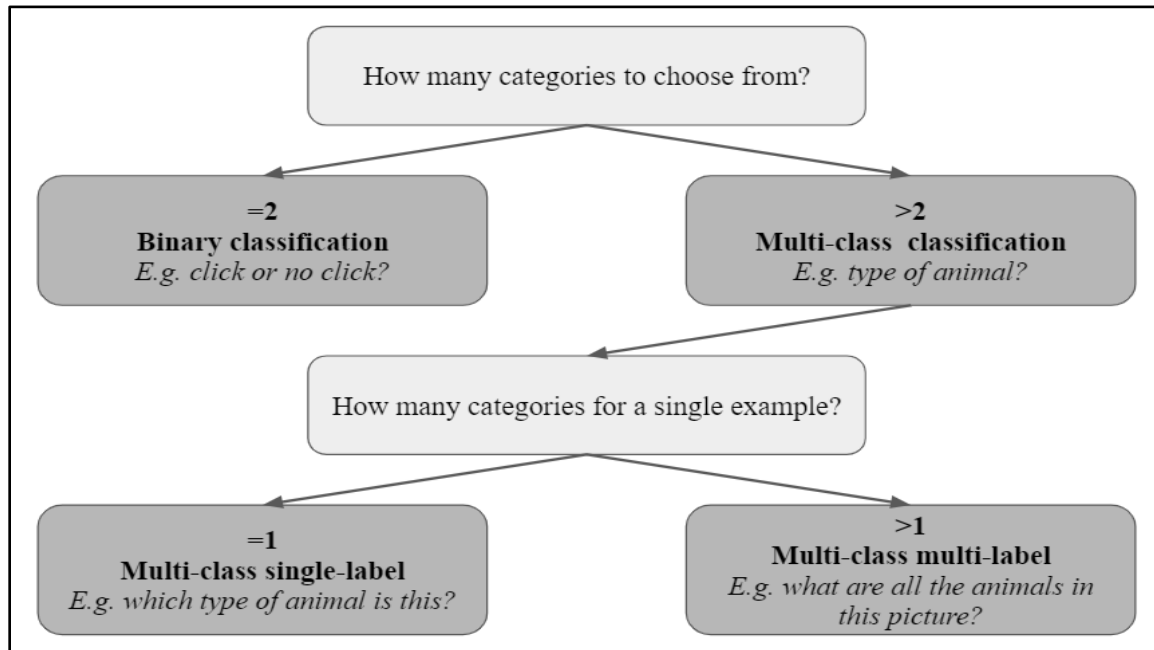 How many categories to choose from?
=2
Binary classification
E.g. click or no click?
>2
Multi-class classification
E.g. type of animal?
How many categories for a single example?
=1
Multi-class single-label
E.g. which type of animal is this?
>1
Multi-class multi-label
E.g. what are all the animals in
this picture?